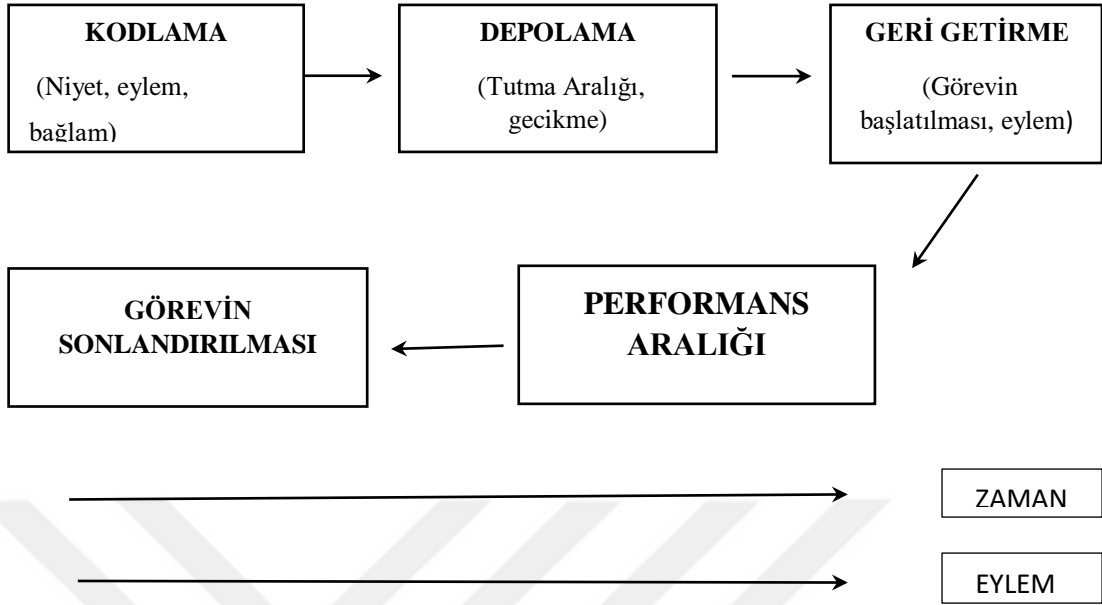 KODLAMA
(Niyet, eylem,
bağlam)
DEPOLAMA
(Tutma Aralığı,
gecikme)
GERİ GETİRME
(Görevin
başlatılması, eylem)
GÖREVİN
SONLANDIRILMASI
PERFORMANS
ARALIĞI
ZAMAN
EYLEM